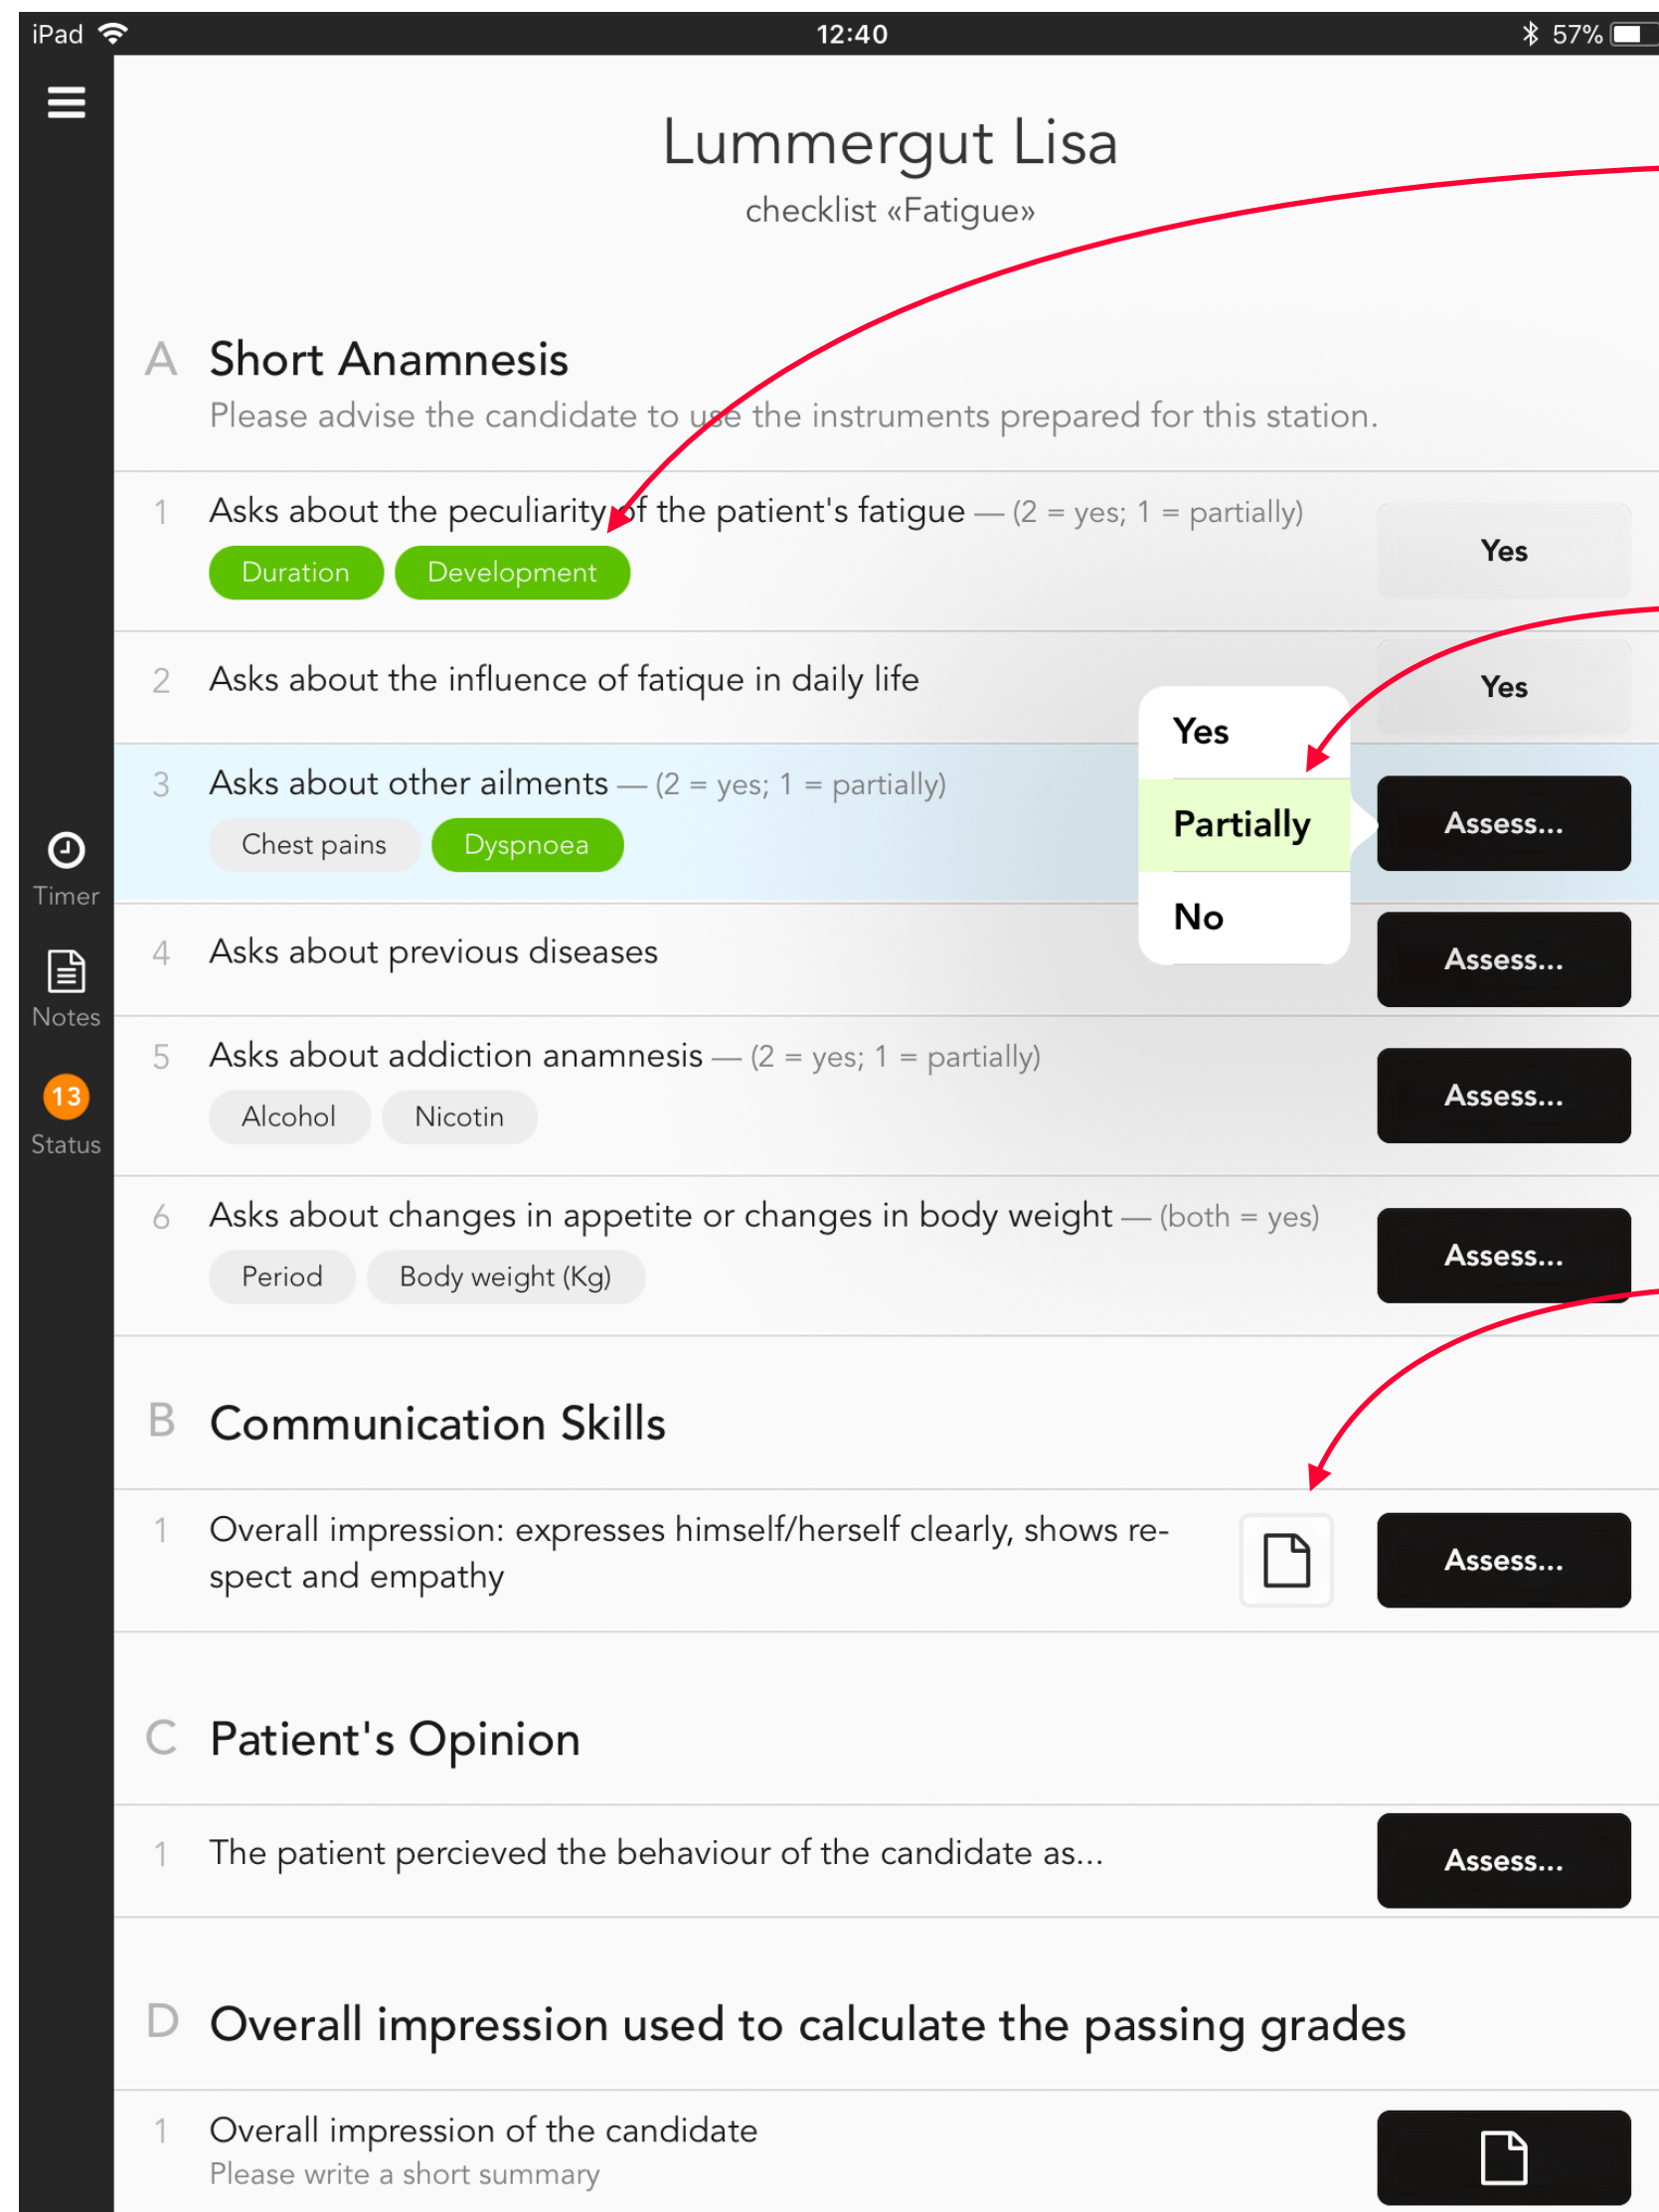 iPad 12:40 57%
Lummergut Lisa
checklist «Fatigue»
A Short Anamnesis
Please advise the candidate to use the instruments prepared for this station.
1 Asks about the peculiarity of the patient's fatigue — (2 = yes; 1 = partially)
Duration Development
Yes
2 Asks about the influence of fatique in daily life
Yes
Yes
Partially
No
3 Asks about other ailments — (2 = yes; 1 = partially)
Chest pains Dyspnoea
Assess...
4 Asks about previous diseases
Assess...
5 Asks about addiction anamnesis — (2 = yes; 1 = partially)
Alcohol Nicotin
Assess...
6 Asks about changes in appetite or changes in body weight — (both = yes)
Period Body weight (Kg)
Assess...
Timer
Notes
13
Status
B Communication Skills
1 Overall impression: expresses himself/herself clearly, shows re-
spect and empathy
Assess...
C Patient's Opinion
1 The patient percieved the behaviour of the candidate as...
Assess...
D Overall impression used to calculate the passing grades
1 Overall impression of the candidate
Please write a short summary